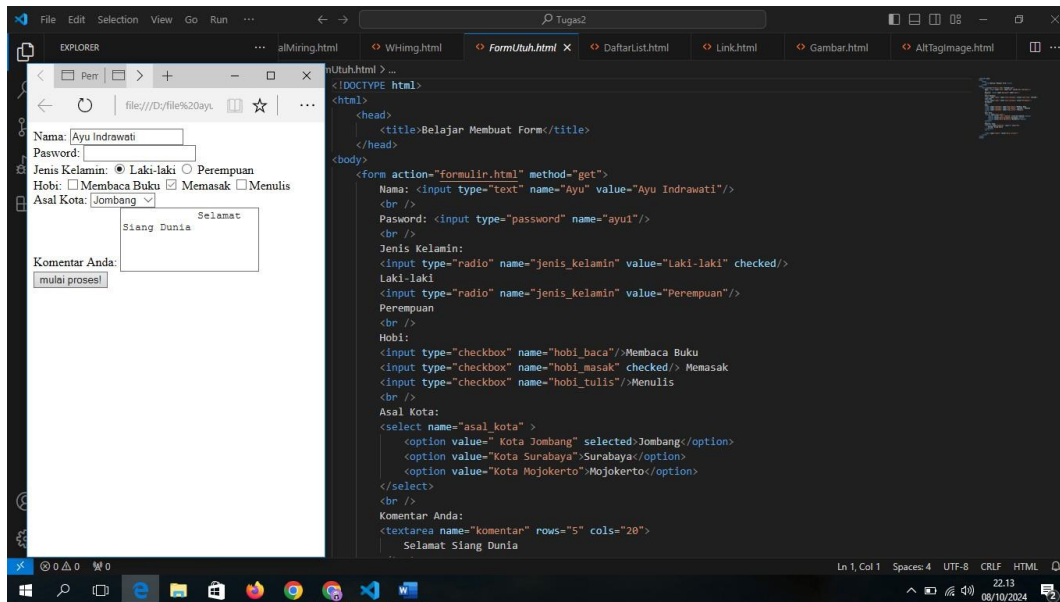 File Edit Selection View Go Run ··· Tugas2
EXPLORER ··· alMiring.html WHimg.html FormUtuh.html DaftarList.html Link.html Gambar.html AltTagImage.html
nUtuh.html > ...
Pem
file:///D:/file%20ayu
Nama: Ayu Indrawati
Pasword:
Jenis Kelamin: Laki-laki Perempuan
Hobi: Membaca Buku Memasak Menulis
Asal Kota: Jombang
Selamat
Siang Dunia
Komentar Anda:
mulai proses!
<!DOCTYPE html>
<html>
<head>
<title>Belajar Membuat Form</title>
</head>
<body>
<form action="formulir.html" method="get">
Nama: <input type="text" name="Ayu" value="Ayu Indrawati"/>
<br />
Pasword: <input type="password" name="ayu1"/>
<br />
Jenis Kelamin:
<input type="radio" name="jenis_kelamin" value="Laki-laki" checked/>
Laki-laki
<input type="radio" name="jenis_kelamin" value="Perempuan"/>
Perempuan
<br />
Hobi:
<input type="checkbox" name="hobi_baca"/>Membaca Buku
<input type="checkbox" name="hobi_masak" checked/> Memasak
<input type="checkbox" name="hobi_tulis"/>Menulis
<br />
Asal Kota:
<select name="asal_kota" >
<option value=" Kota Jombang" selected>Jombang</option>
<option value="Kota Surabaya">Surabaya</option>
<option value="Kota Mojokerto">Mojokerto</option>
</select>
<br />
Komentar Anda:
<textarea name="komentar" rows="5" cols="20">
Selamat Siang Dunia
0 0 0 Ln 1, Col 1 Spaces: 4 UTF-8 CRLF HTML
22.13
08/10/2024